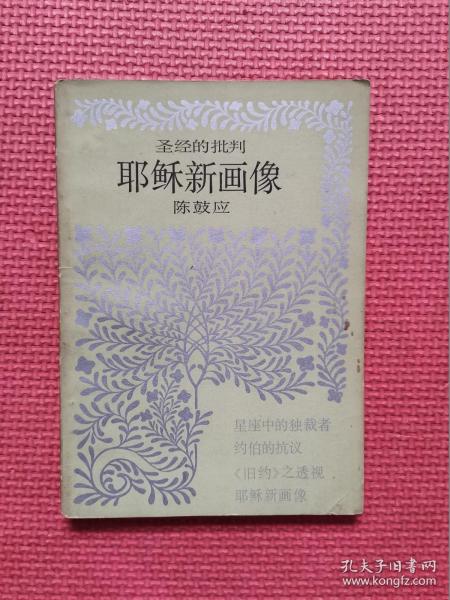 圣经的批判
耶稣新画像
陈鼓应
星座中的独裁者
约伯的抗议
《旧约》之透视
耶稣新画像
孔夫子旧书网
www.kongfz.com